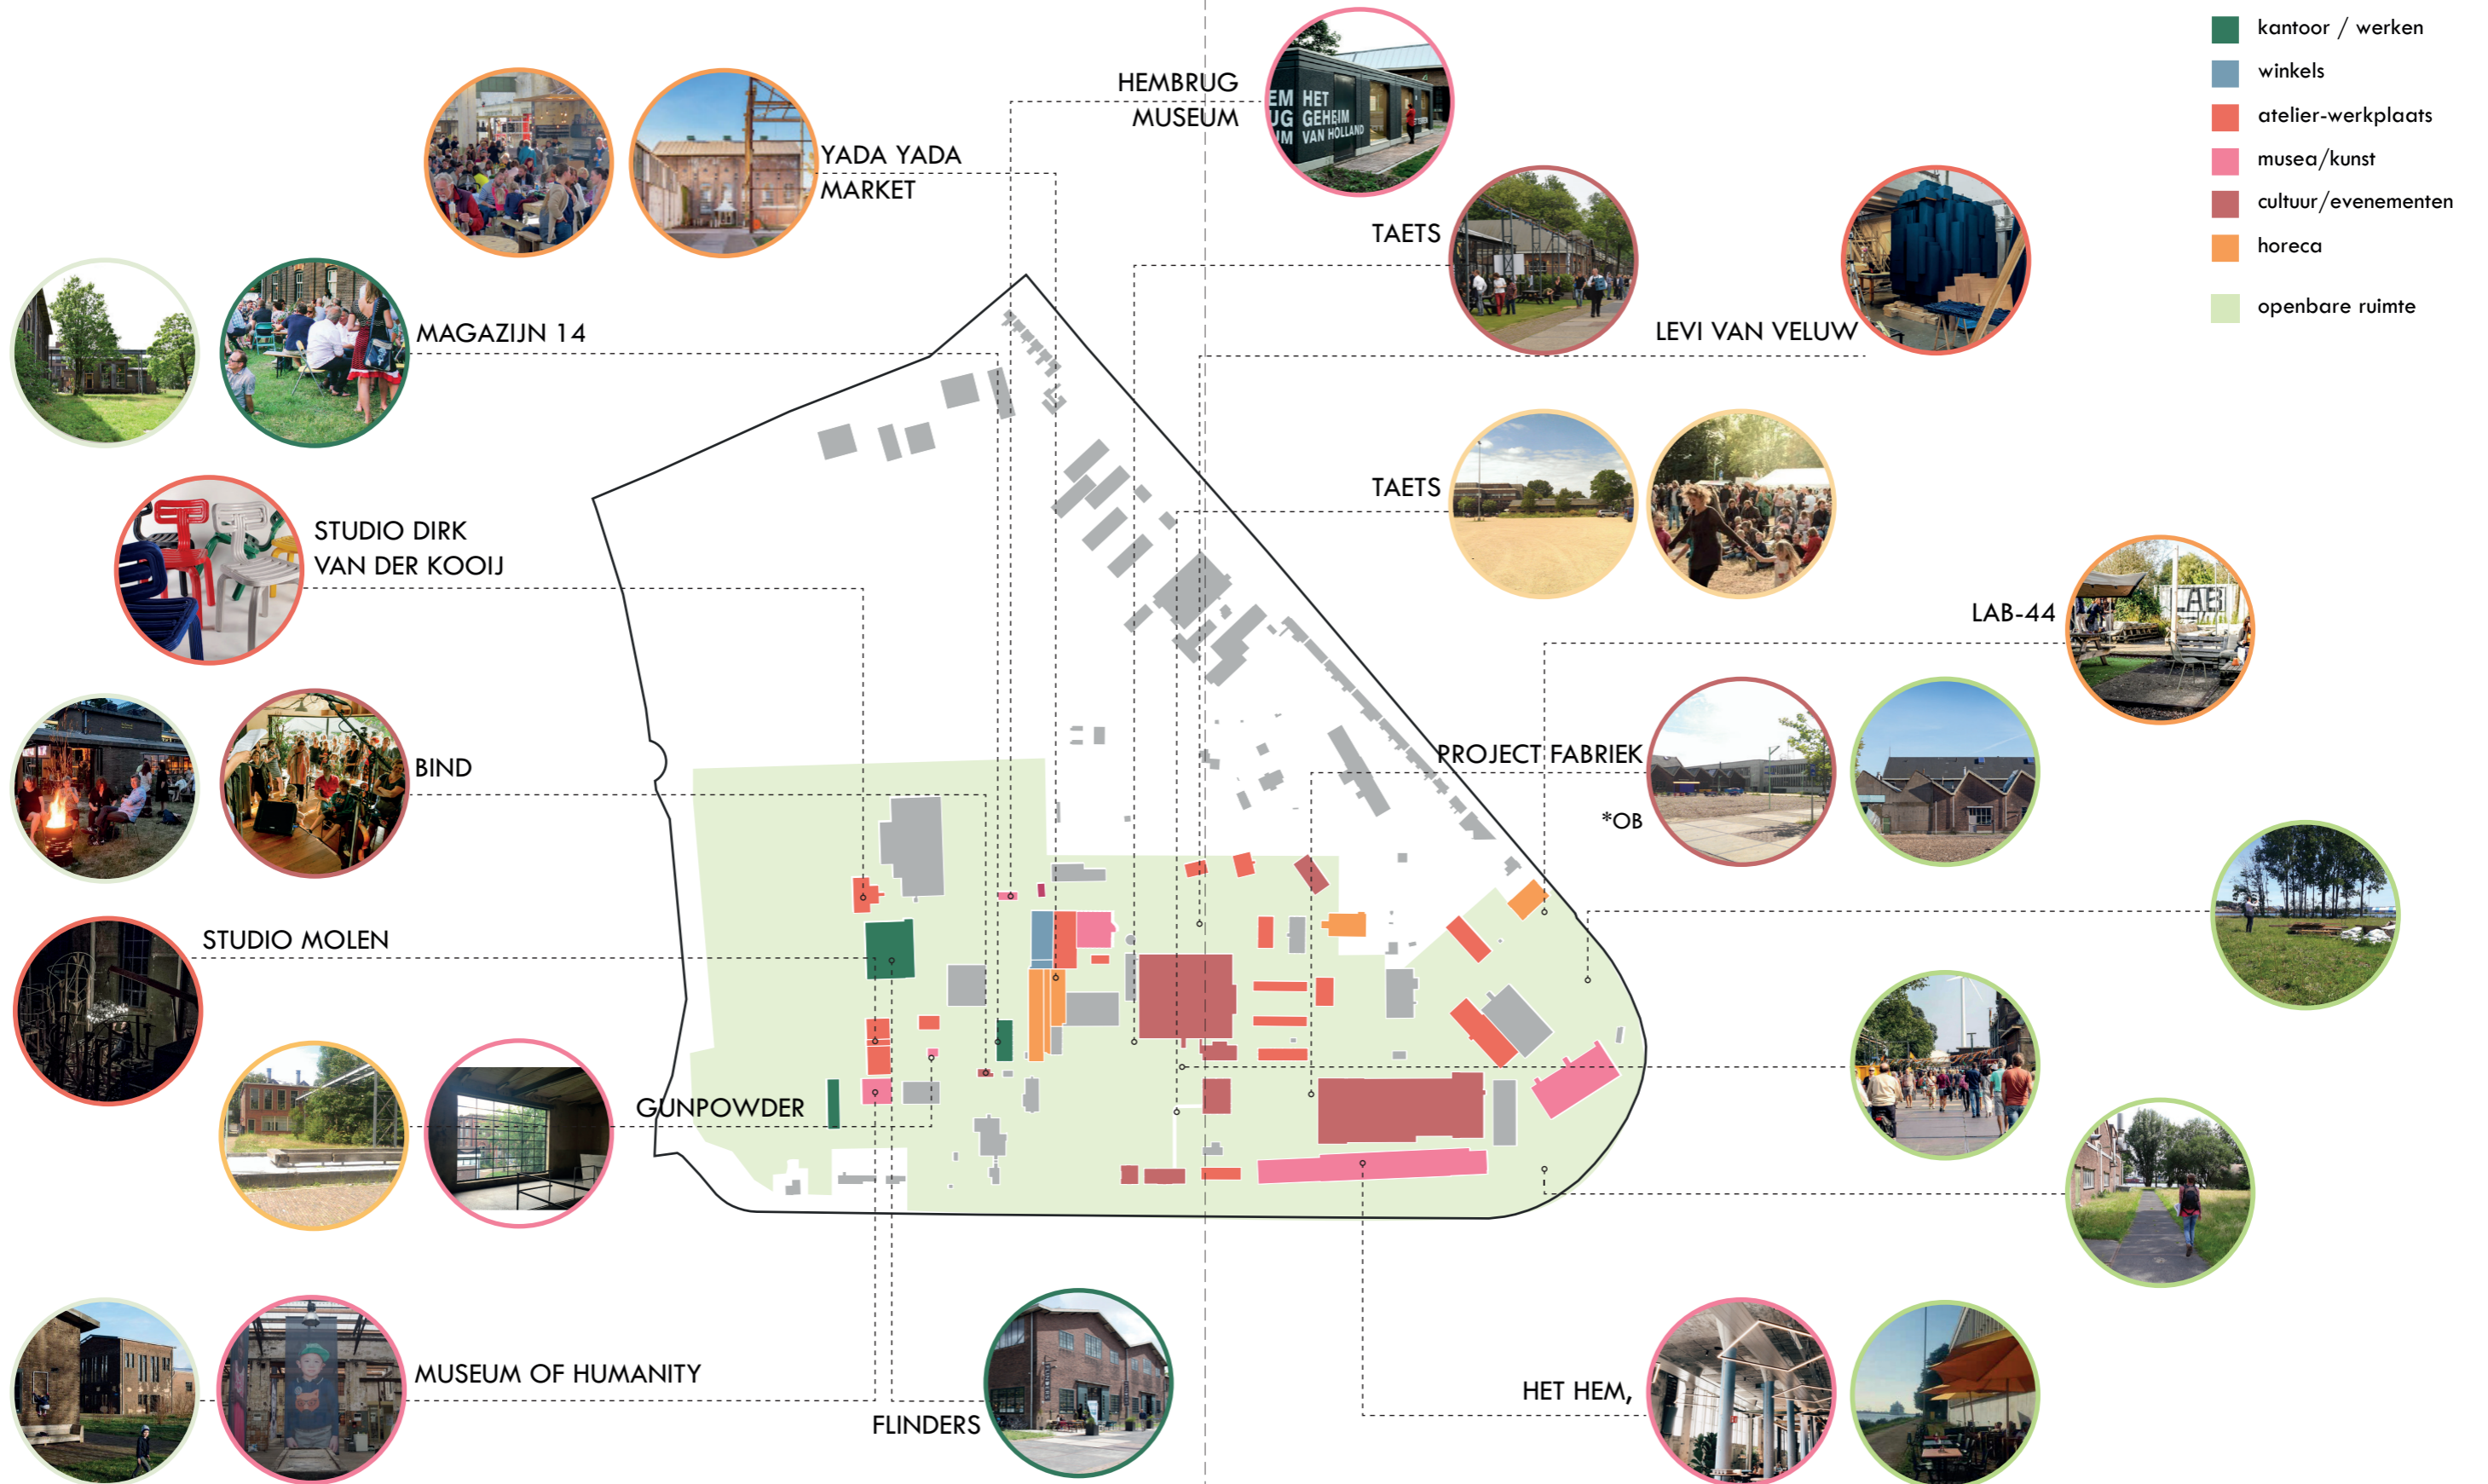 kantoor / werken
winkels
atelier-werkplaats
musea/kunst
cultuur/evenementen
horeca
openbare ruimte
HEMBRUG
MUSEUM
EM HET
UG GEHEIM
UM VAN HOLLAND
YADA YADA
MARKET
TAETS
LEVI VAN VELUW
MAGAZIJN 14
TAETS
STUDIO DIRK
VAN DER KOOIJ
LAB-44
LAB
BIND
PROJECT FABRIEK
*OB
STUDIO MOLEN
GUNPOWDER
MUSEUM OF HUMANITY
FLINDERS
HET HEM,